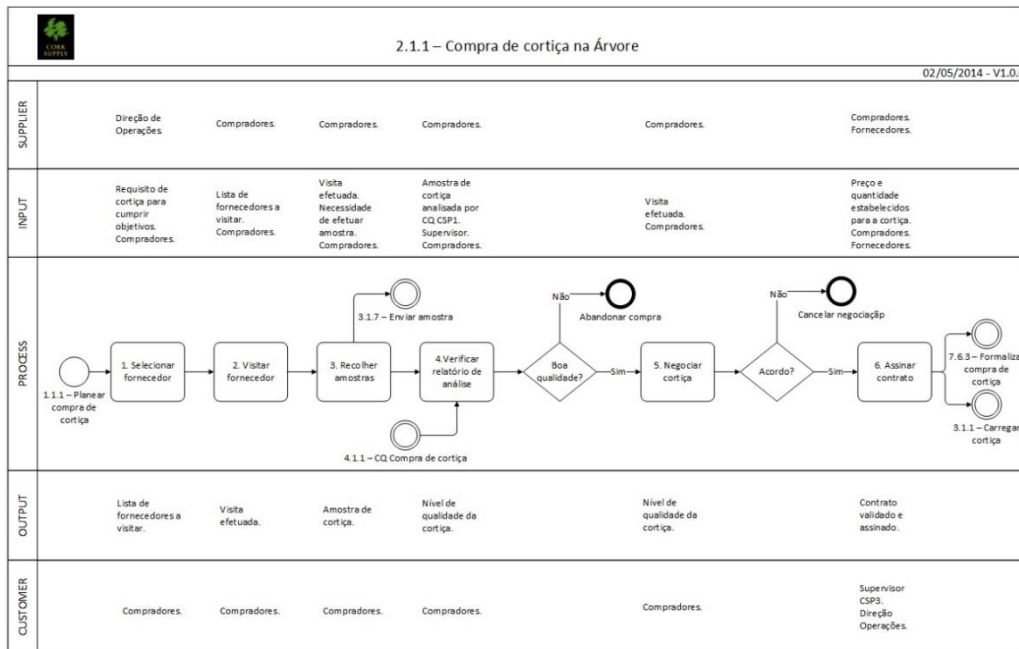 CORK
SUPPLY
2.1.1 – Compra de cortiça na Árvore
02/05/2014 - V1.0.
SUPPLIER
Direção de
Operações.
Compradores.
Compradores.
Compradores.
Compradores.
Compradores.
Fornecedores.
INPUT
Requisito de
cortiça para
cumprir
objetivos.
Compradores.
Lista de
fornecedores a
visitar.
Compradores.
Visita
efetuada.
Necessidade
de efetuar
amostra.
Compradores.
Amostra de
cortiça
analisada por
CQ CSP1.
Supervisor.
Compradores.
Visita
efetuada.
Compradores.
Preço e
quantidade
estabelecidos
para a cortiça.
Compradores.
Fornecedores.
PROCESS
1.1.1 – Planear
compra de
cortiça
1. Selecionar
fornecedor
2. Visitar
fornecedor
3. Recolher
amostras
3.1.7 – Enviar amostra
4.Verificar
relatório de
análise
4.1.1 – CQ Compra de cortiça
Boa
qualidade?
Não
Abandonar compra
Sim
5. Negociar
cortiça
Acordo?
Não
Cancelar negociaçãp
Sim
6. Assinar
contrato
7.6.3 – Formaliza
compra de
cortiça
3.1.1 – Carregar
cortiça
OUTPUT
Lista de
fornecedores a
visitar.
Visita
efetuada.
Amostra de
cortiça.
Nível de
qualidade da
cortiça.
Nível de
qualidade da
cortiça.
Contrato
validado e
assinado.
CUSTOMER
Compradores.
Compradores.
Compradores.
Compradores.
Compradores.
Supervisor
CSP3.
Direção
Operações.